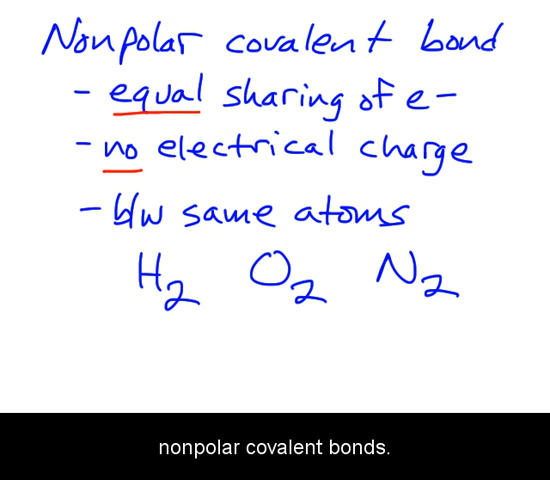 Nonpolar covalent bond
- equal sharing of e-
- no electrical charge
- b/w same atoms
H₂ O₂ N₂
nonpolar covalent bonds.